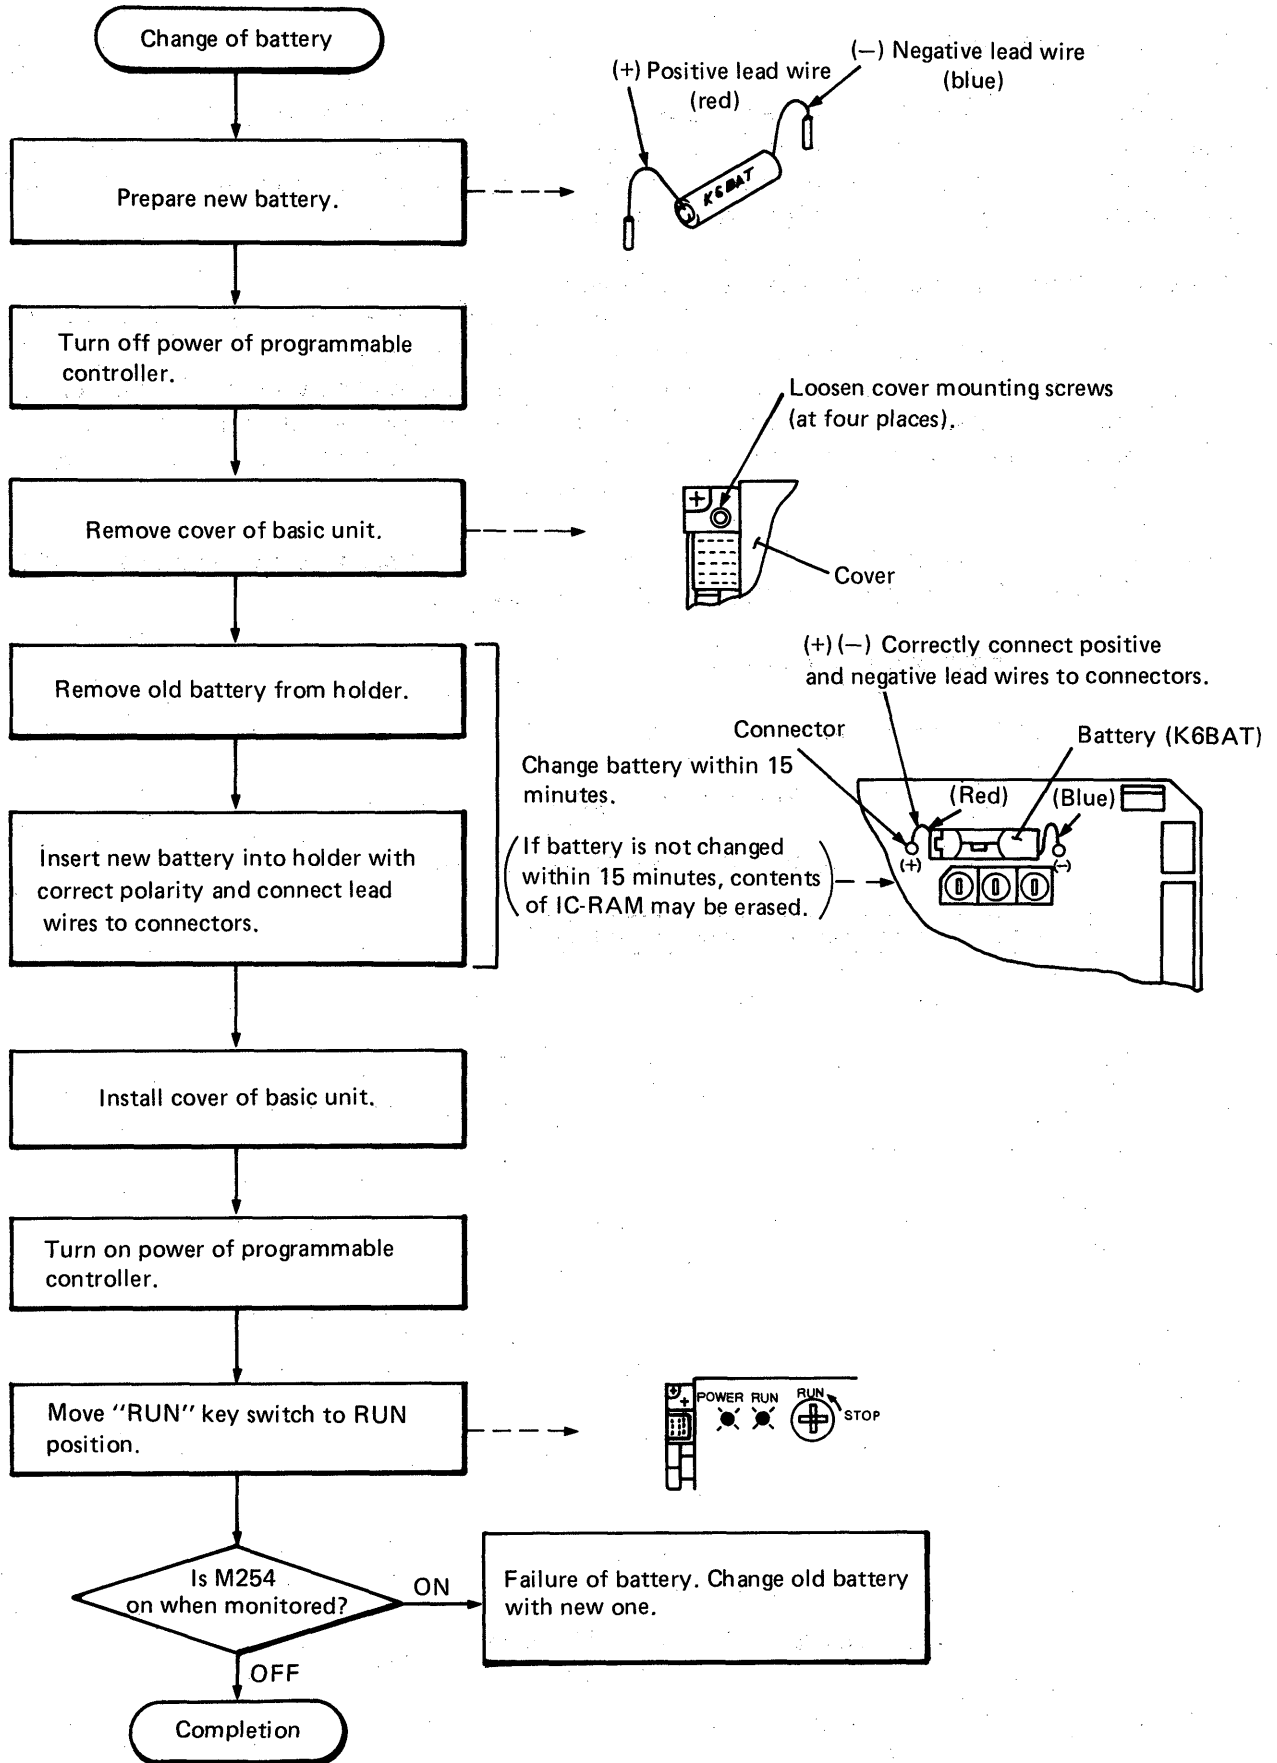 Change of battery
(+) Positive lead wire
(red)
(−) Negative lead wire
(blue)
K6BAT
Prepare new battery.
Turn off power of programmable
controller.
Loosen cover mounting screws
(at four places).
Remove cover of basic unit.
Cover
Remove old battery from holder.
(+) (−) Correctly connect positive
and negative lead wires to connectors.
Connector
Battery (K6BAT)
Change battery within 15
minutes.
(Red)
(Blue)
(+)
(−)
(If battery is not changed
within 15 minutes, contents
of IC-RAM may be erased.)
Insert new battery into holder with
correct polarity and connect lead
wires to connectors.
Install cover of basic unit.
Turn on power of programmable
controller.
Move "RUN" key switch to RUN
position.
POWER RUN
RUN
STOP
Is M254
on when monitored?
ON
Failure of battery. Change old battery
with new one.
OFF
Completion